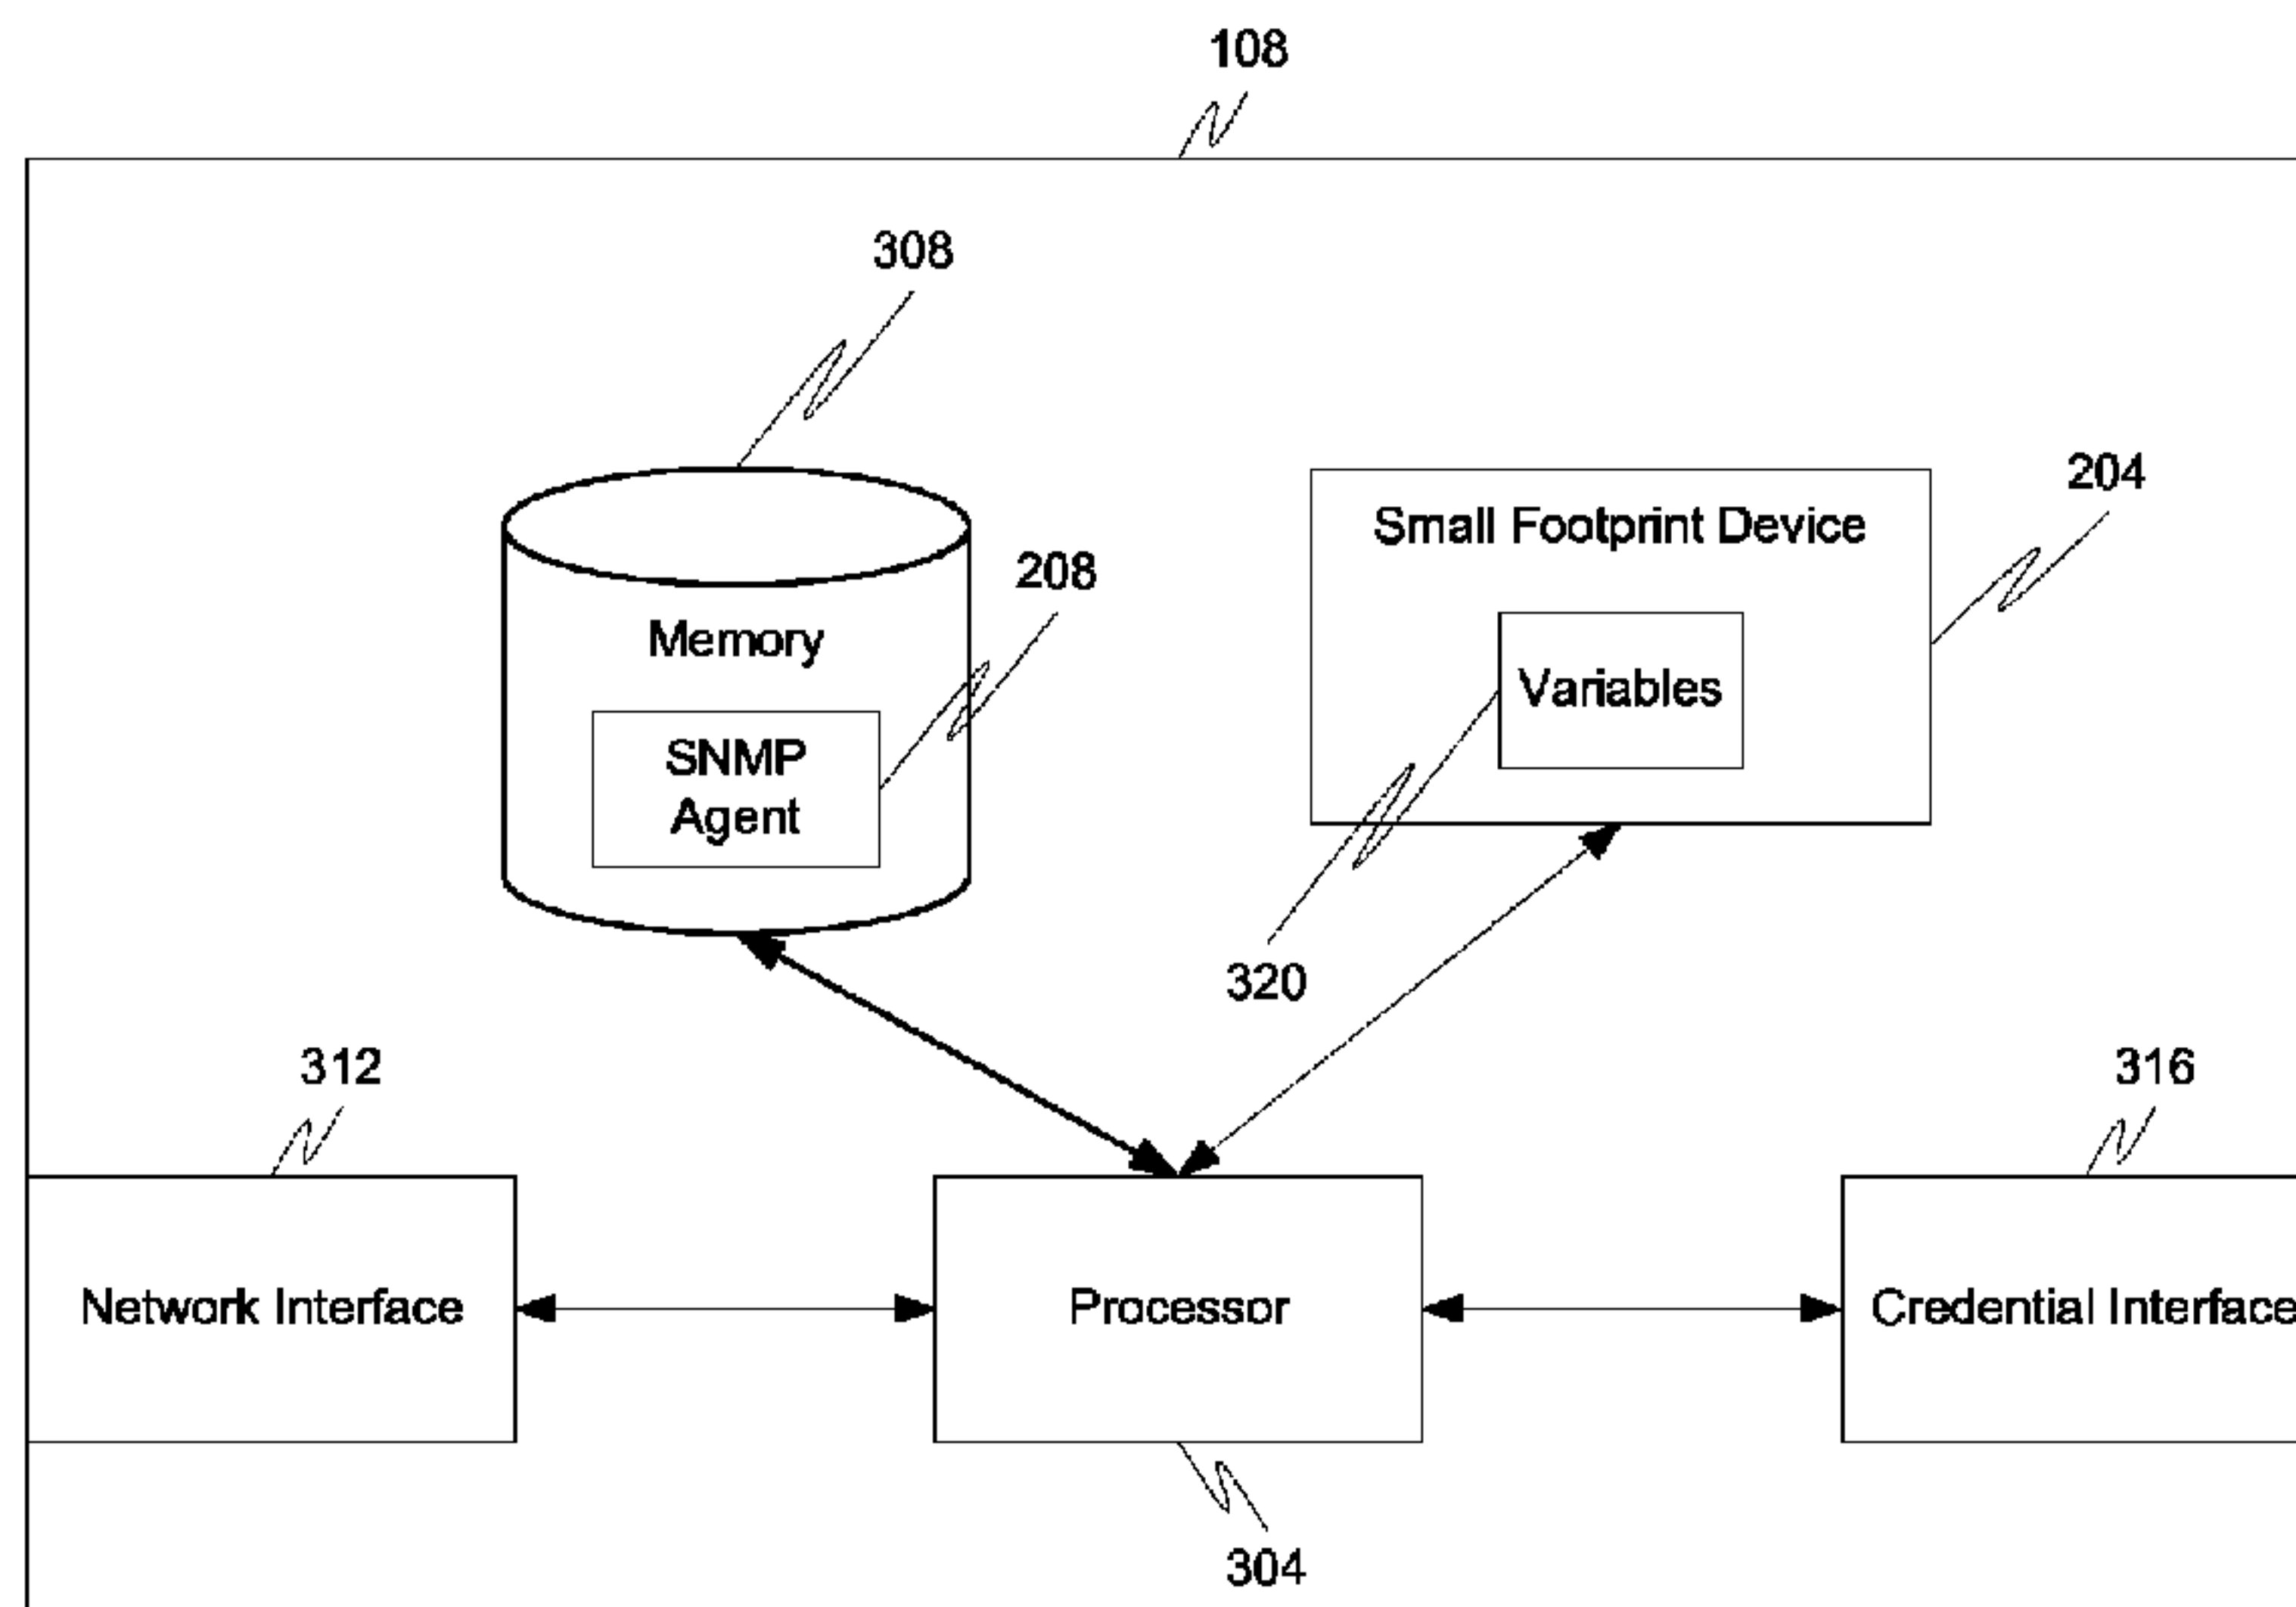 108
308
204
Small Footprint Device
208
Memory
Variables
SNMP
Agent
320
312
316
Network Interface
Processor
Credential Interface
304